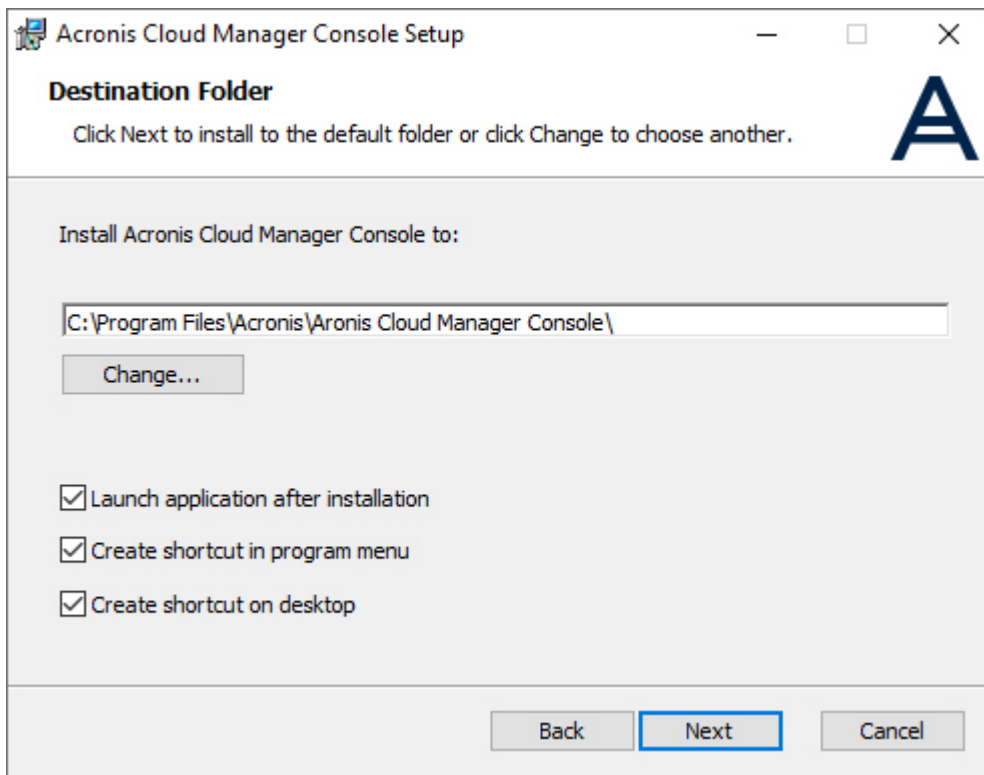 Acronis Cloud Manager Console Setup
Destination Folder
Click Next to install to the default folder or click Change to choose another.
Install Acronis Cloud Manager Console to:
C:\Program Files\Acronis\Aronis Cloud Manager Console\
Change...
Launch application after installation
Create shortcut in program menu
Create shortcut on desktop
Back Next Cancel